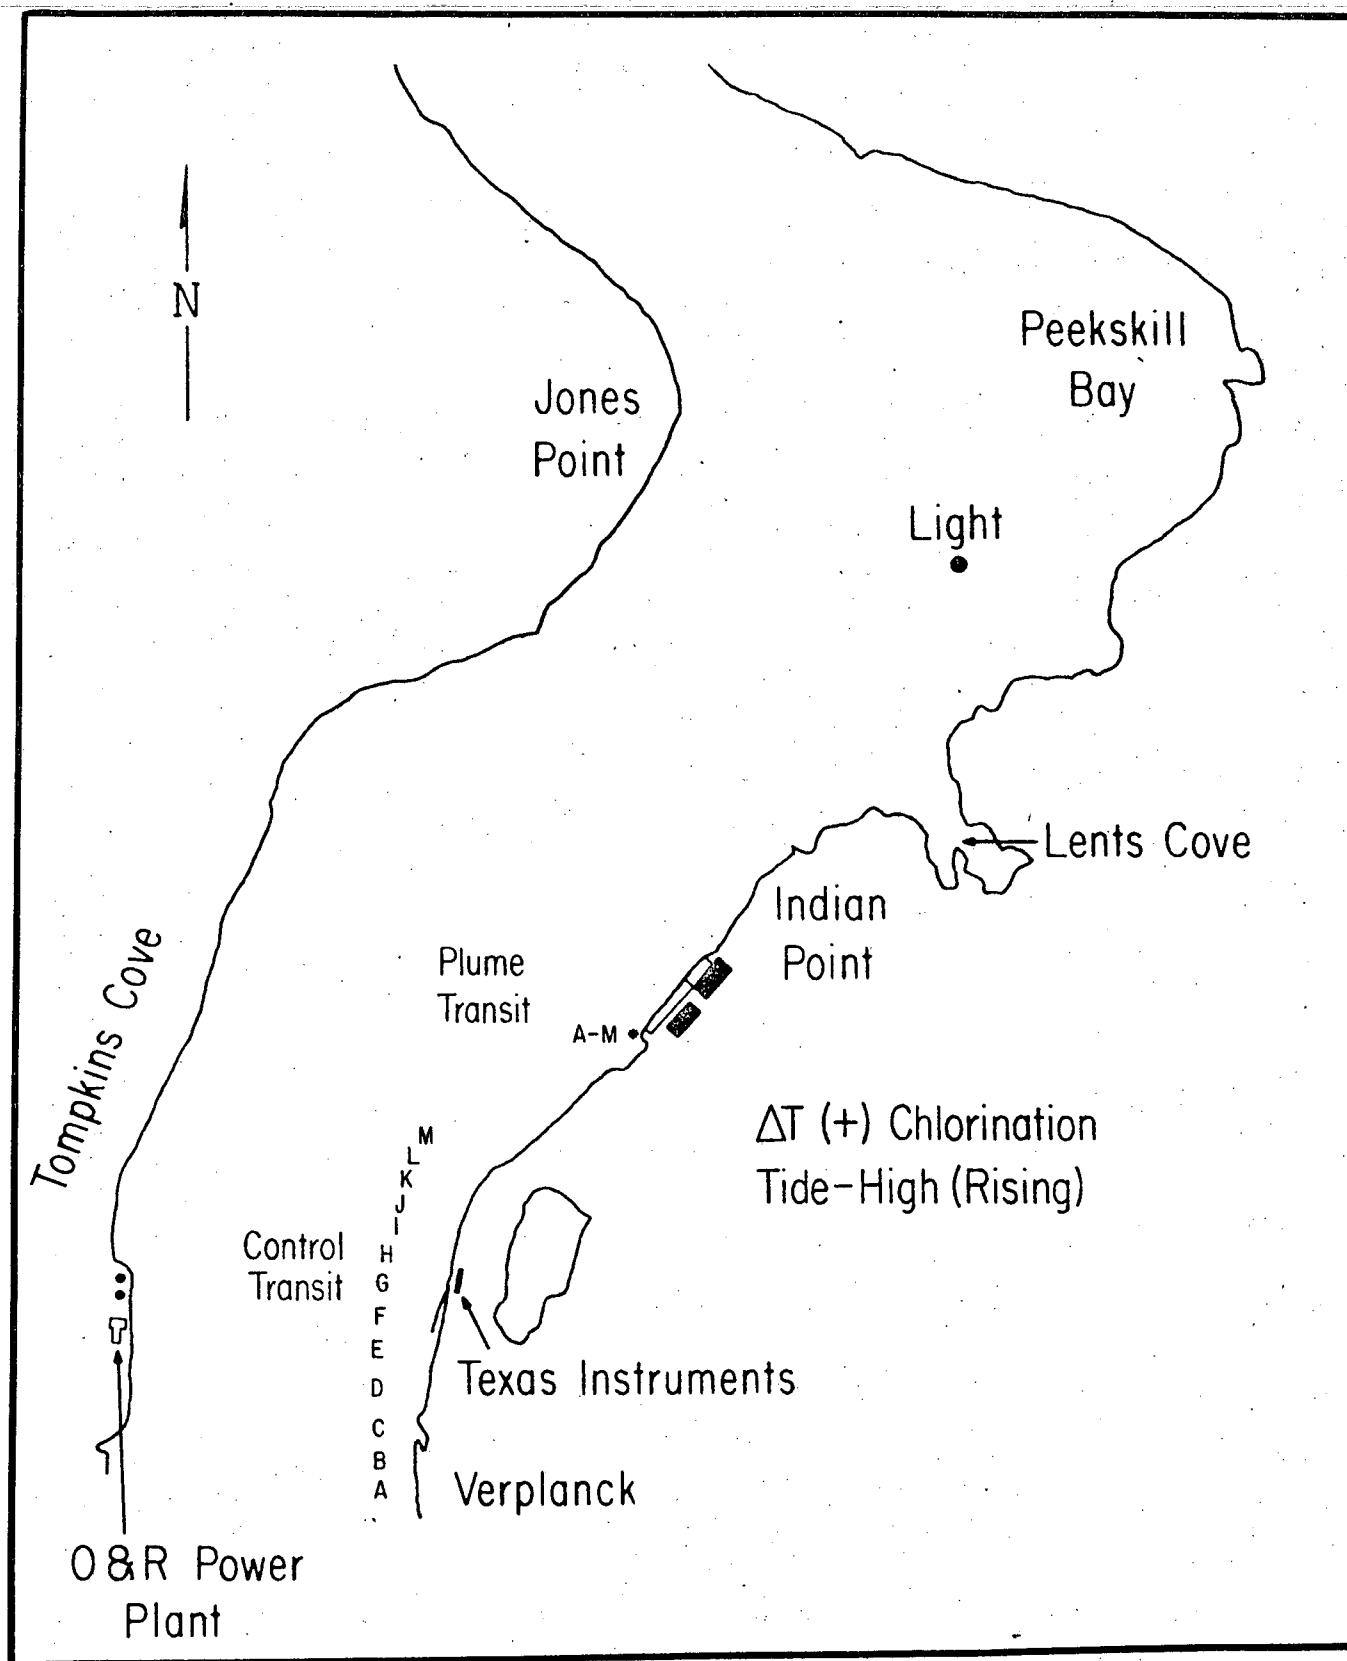 N
Peekskill
Bay
Jones
Point
Light
Lents Cove
Indian
Point
Plume
Transit
A-M
Tompkins Cove
ΔT (+) Chlorination
Tide-High (Rising)
M
L
K
J
I
Control
Transit
H
G
F
E
D
C
B
A
Texas Instruments
Verplanck
O & R Power
Plant